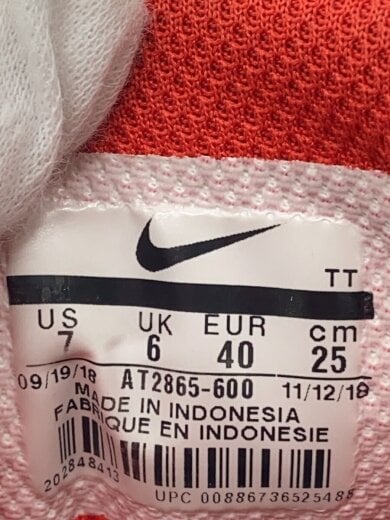 TT
US UK EUR cm
7 6 40 25
09/19/18 AT2865-600 11/12/18
MADE IN INDONESIA
FABRIQUE EN INDONESIE
202848413
UPC 00886736525488